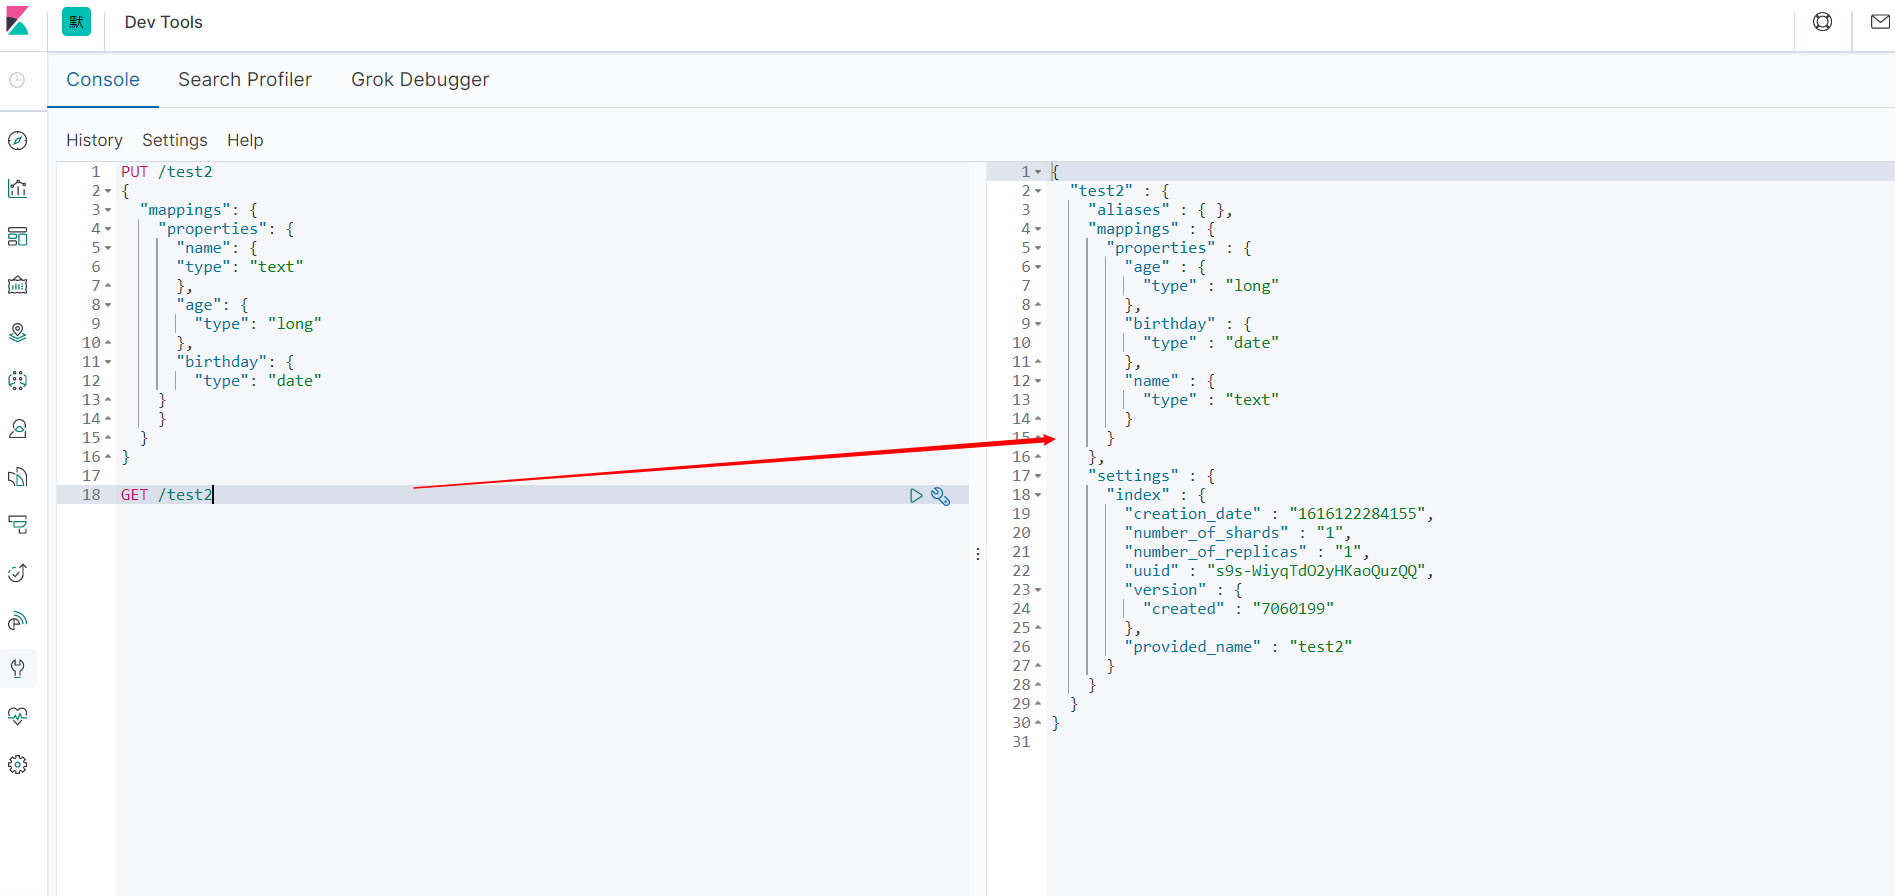 默 Dev Tools
Console Search Profiler Grok Debugger
History Settings Help
1 PUT /test2
2 {
3 "mappings": {
4 "properties": {
5 "name": {
6 "type": "text"
7 },
8 "age": {
9 "type": "long"
10 },
11 "birthday": {
12 "type": "date"
13 }
14 }
15 }
16 }
17
18 GET /test2
1 {
2 "test2" : {
3 "aliases" : { },
4 "mappings" : {
5 "properties" : {
6 "age" : {
7 "type" : "long"
8 },
9 "birthday" : {
10 "type" : "date"
11 },
12 "name" : {
13 "type" : "text"
14 }
15 }
16 },
17 "settings" : {
18 "index" : {
19 "creation_date" : "1616122284155",
20 "number_of_shards" : "1",
21 "number_of_replicas" : "1",
22 "uuid" : "s9s-WiyqTdO2yHKaoQuzQQ",
23 "version" : {
24 "created" : "7060199"
25 },
26 "provided_name" : "test2"
27 }
28 }
29 }
30 }
31